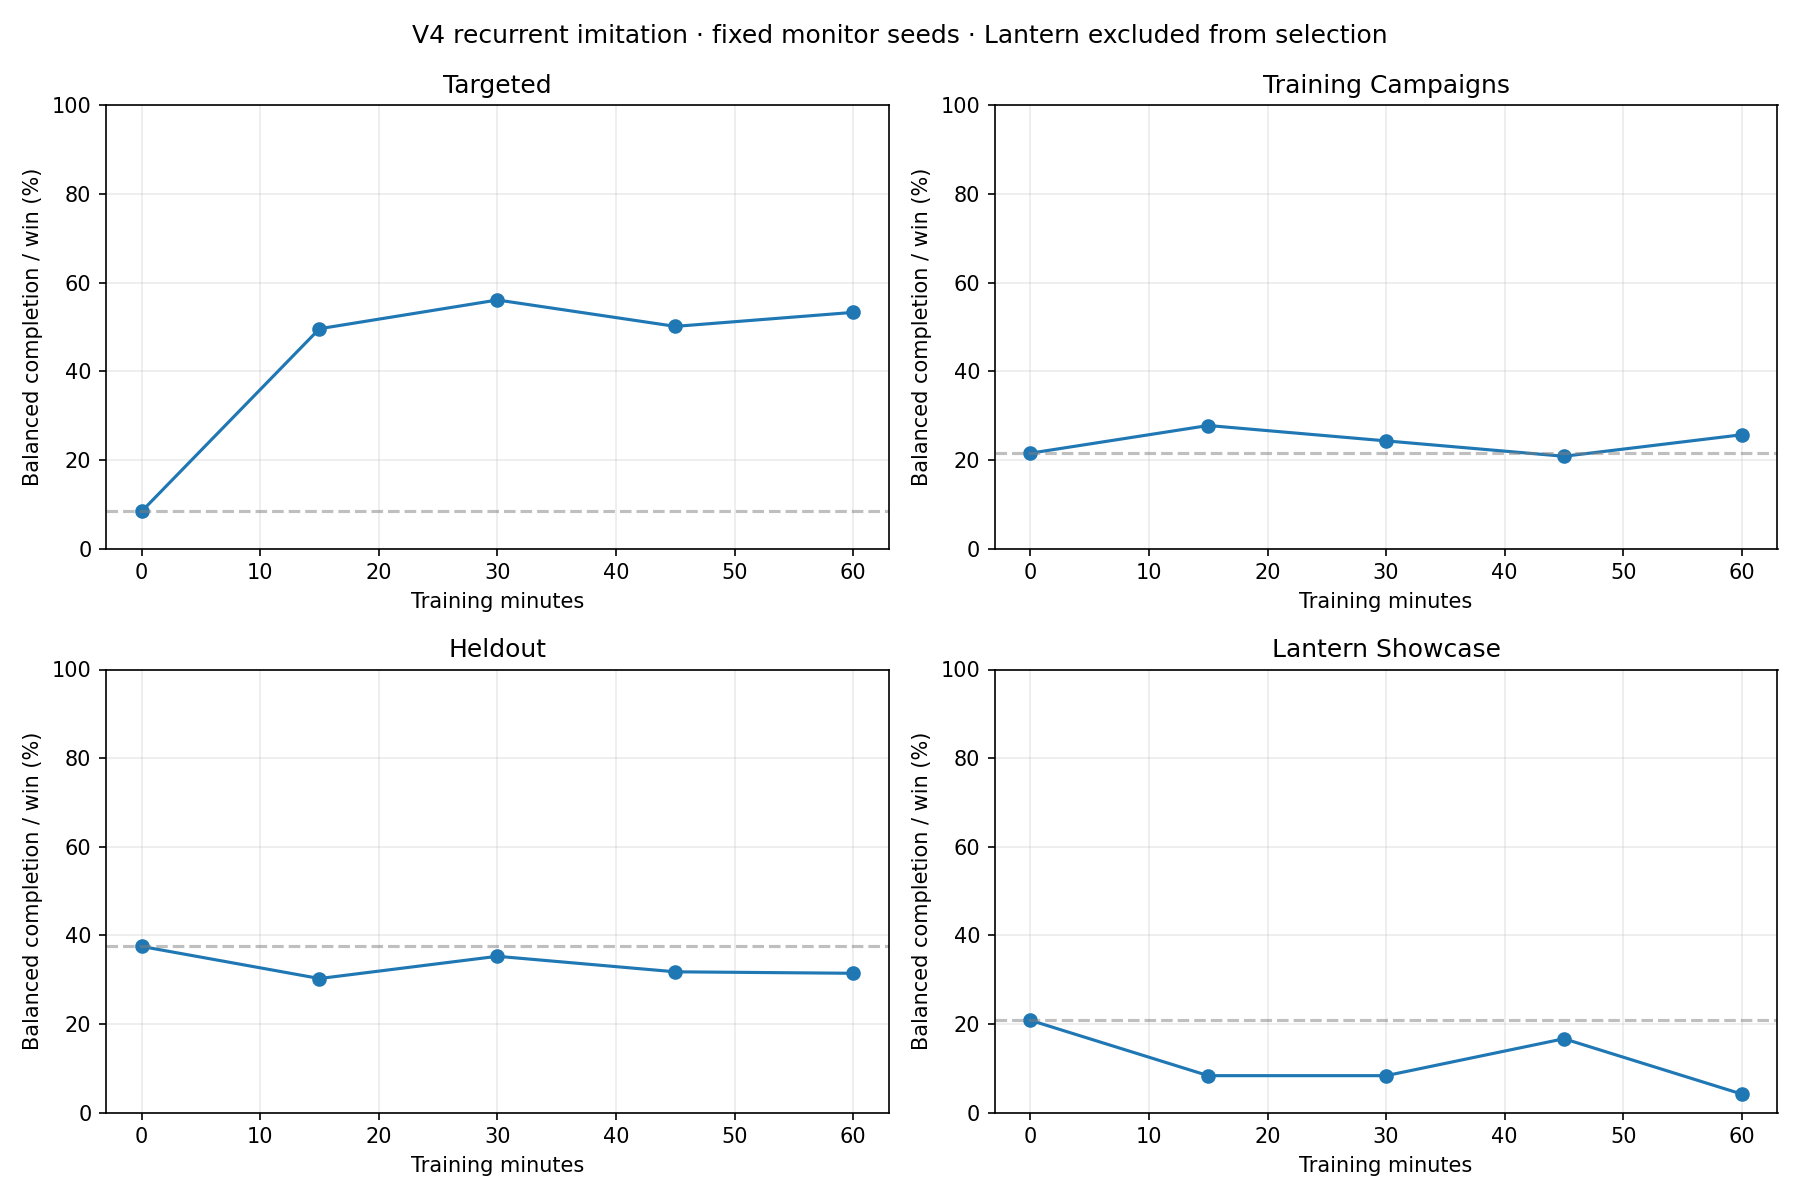 V4 recurrent imitation · fixed monitor seeds · Lantern excluded from selection
Targeted
Balanced completion / win (%)
100
80
60
40
20
0
0 10 20 30 40 50 60
Training minutes
Training Campaigns
Balanced completion / win (%)
100
80
60
40
20
0
0 10 20 30 40 50 60
Training minutes
Heldout
Balanced completion / win (%)
100
80
60
40
20
0
0 10 20 30 40 50 60
Training minutes
Lantern Showcase
Balanced completion / win (%)
100
80
60
40
20
0
0 10 20 30 40 50 60
Training minutes